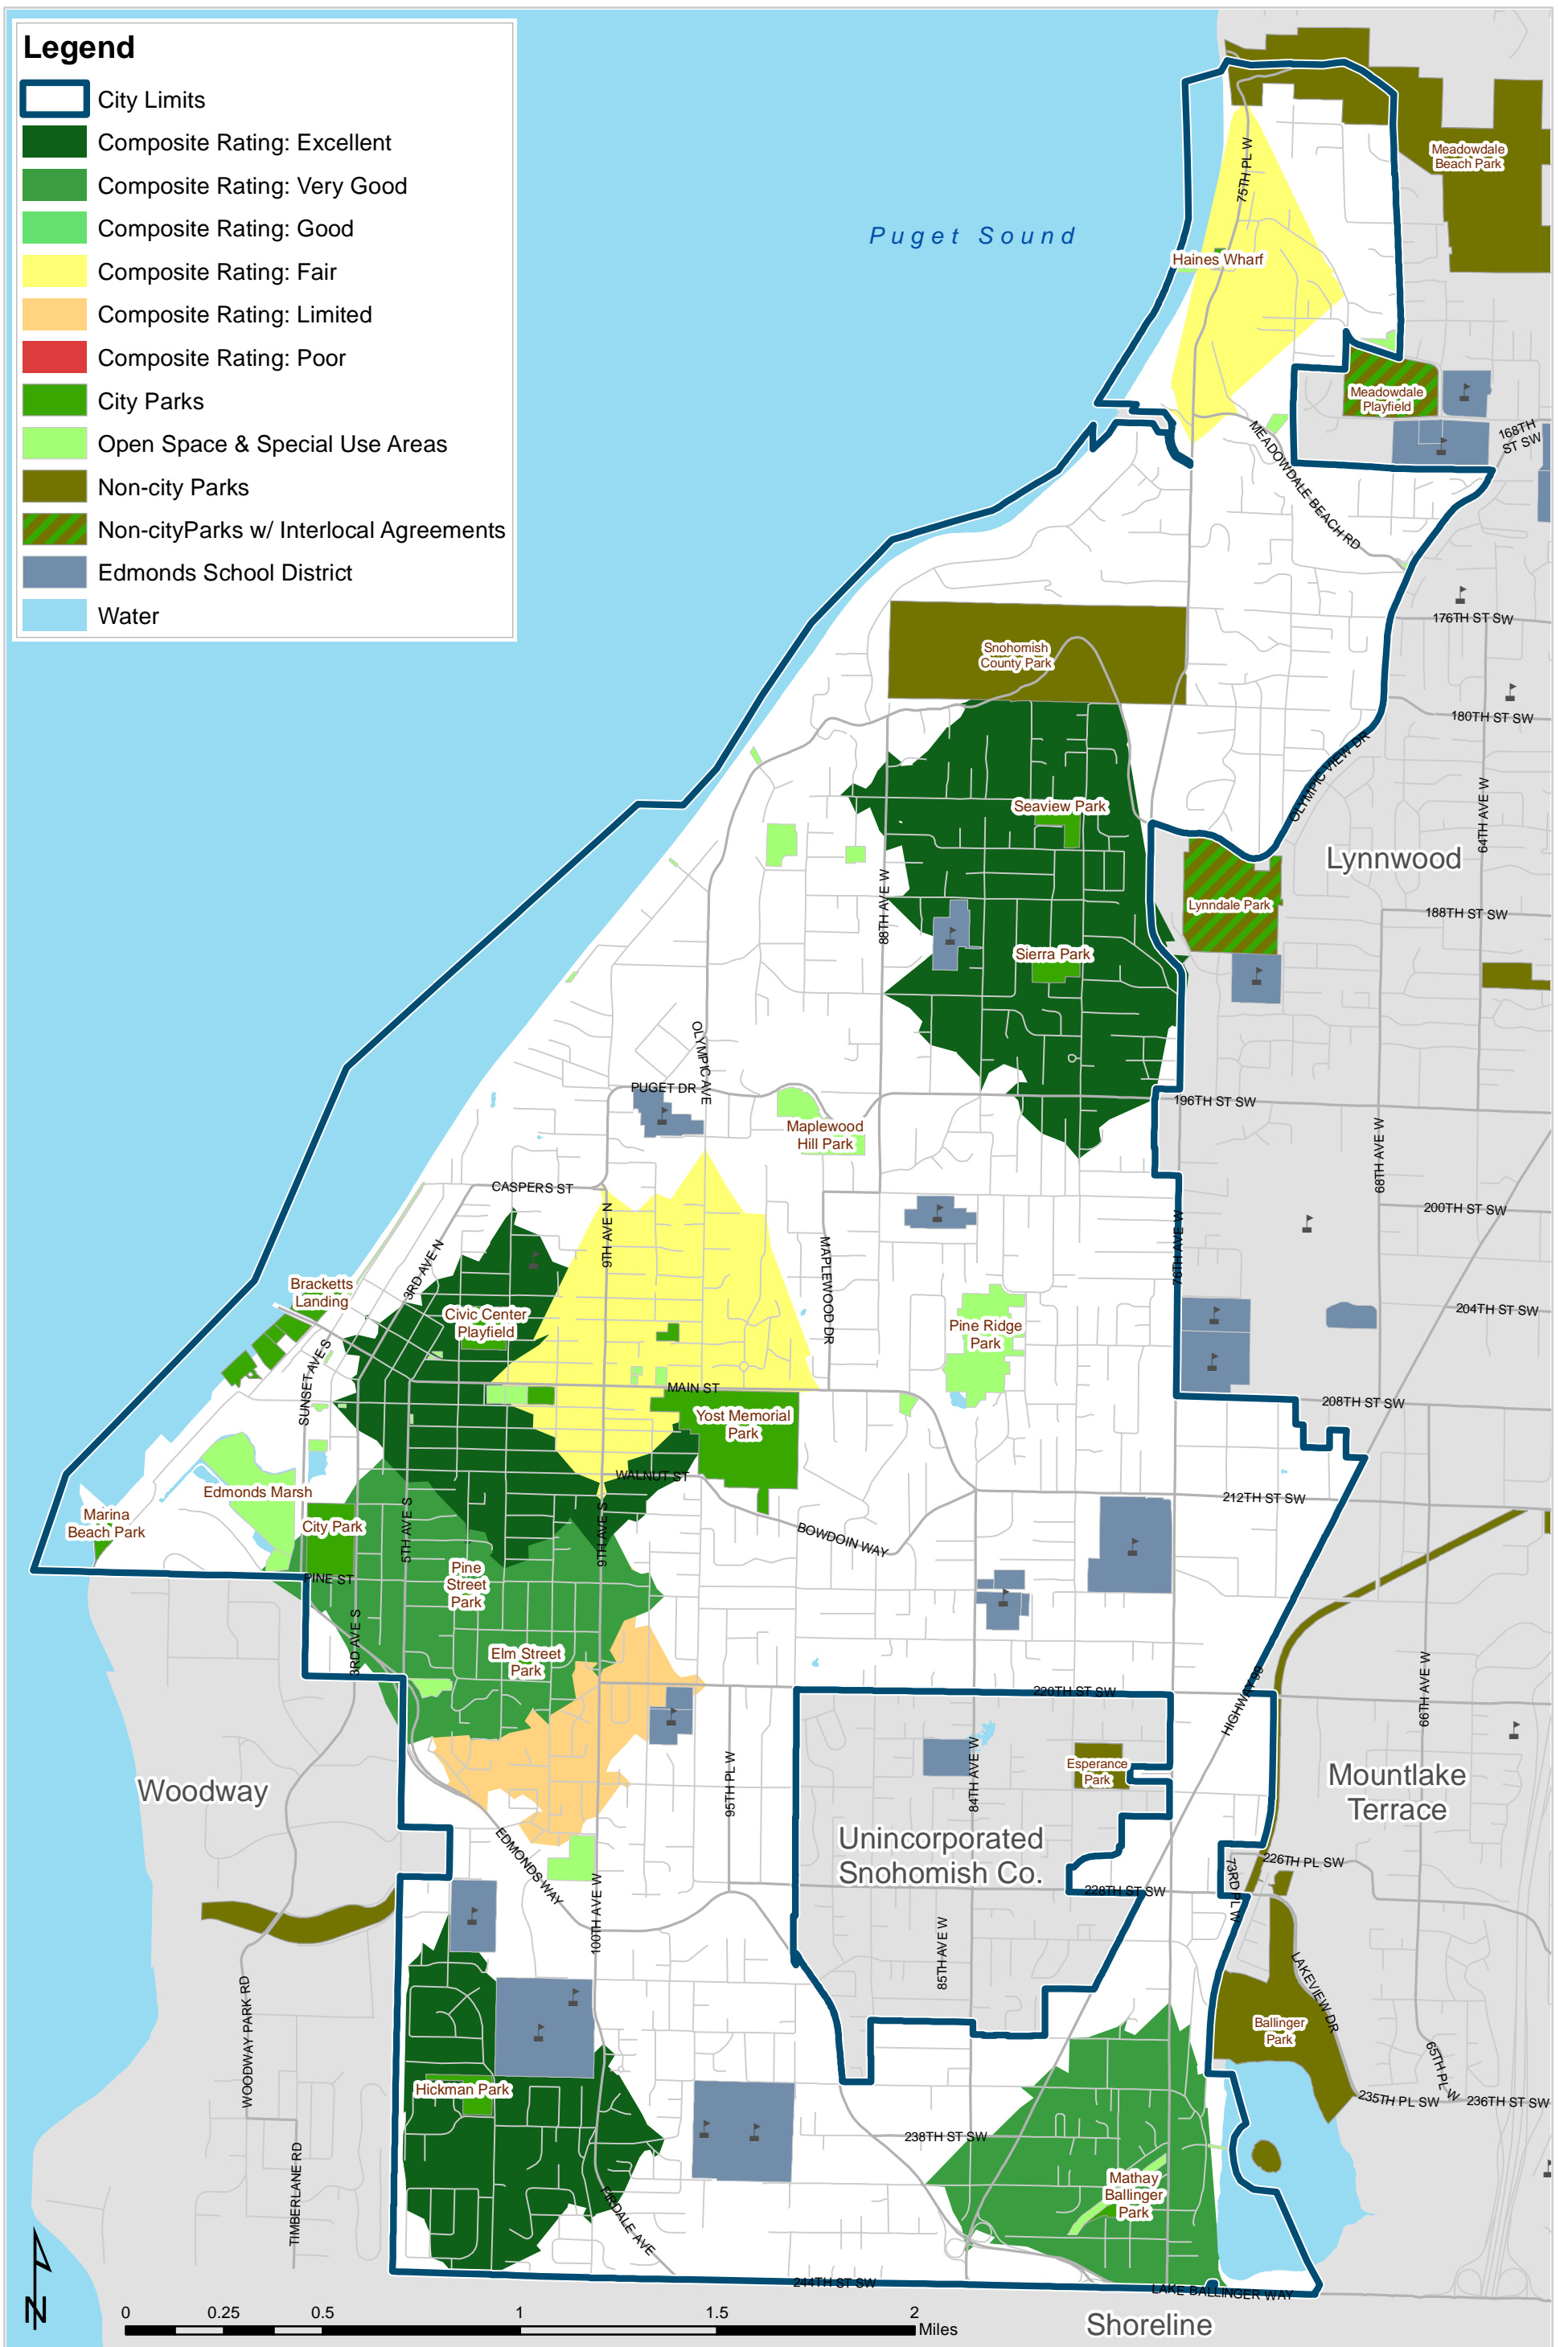 Legend
City Limits
Composite Rating: Excellent
Composite Rating: Very Good
Composite Rating: Good
Composite Rating: Fair
Composite Rating: Limited
Composite Rating: Poor
City Parks
Open Space & Special Use Areas
Non-city Parks
Non-cityParks w/ Interlocal Agreements
Edmonds School District
Water
Puget Sound
75TH PL W
Meadowdale
Beach Park
Haines Wharf
Meadowdale
Playfield
168TH
ST SW
MEADOWDALE BEACH RD
176TH ST SW
Snohomish
County Park
180TH ST SW
OLYMPIC VIEW DR
64TH AVE W
Seaview Park
Lynnwood
88TH AVE W
Lynndale Park
188TH ST SW
Sierra Park
OLYMPIC AVE
PUGET DR
196TH ST SW
Maplewood
Hill Park
68TH AVE W
CASPERS ST
9TH AVE N
200TH ST SW
MAPLEWOOD DR
76TH AVE W
3RD AVE N
Bracketts
Landing
Civic Center
Playfield
204TH ST SW
Pine Ridge
Park
SUNSET AVE S
MAIN ST
208TH ST SW
Yost Memorial
Park
WALNUT ST
Edmonds Marsh
212TH ST SW
Marina
Beach Park
City Park
5TH AVE S
9TH AVE S
BOWDOIN WAY
Pine
Street
Park
PINE ST
3RD AVE S
Elm Street
Park
220TH ST SW
HIGHWAY 99
66TH AVE W
Woodway
95TH PL W
84TH AVE W
Esperance
Park
Mountlake
Terrace
Unincorporated
Snohomish Co.
EDMONDS WAY
100TH AVE W
226TH PL SW
73RD PL W
228TH ST SW
85TH AVE W
LAKEVIEW DR
WOODWAY PARK RD
Ballinger
Park
65TH PL W
Hickman Park
235TH PL SW
236TH ST SW
238TH ST SW
TIMBERLANE RD
Mathay
Ballinger
Park
FIRDALE AVE
244TH ST SW
LAKE BALLINGER WAY
N
0 0.25 0.5 1 1.5 2
Miles
Shoreline